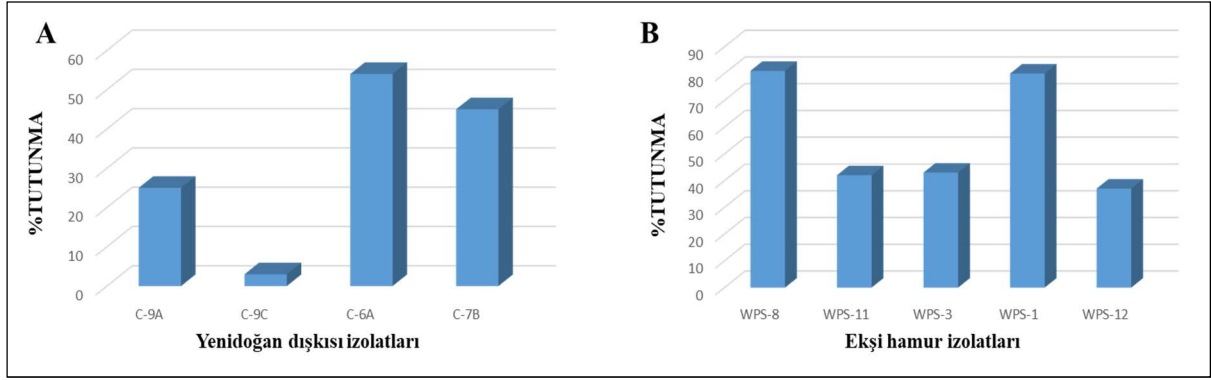 A
%TUTUNMA
60
50
40
30
20
10
0
C-9A C-9C C-6A C-7B
Yenidoğan dışkısı izolatları
B
%TUTUNMA
90
80
70
60
50
40
30
20
10
0
WPS-8 WPS-11 WPS-3 WPS-1 WPS-12
Ekşi hamur izolatları